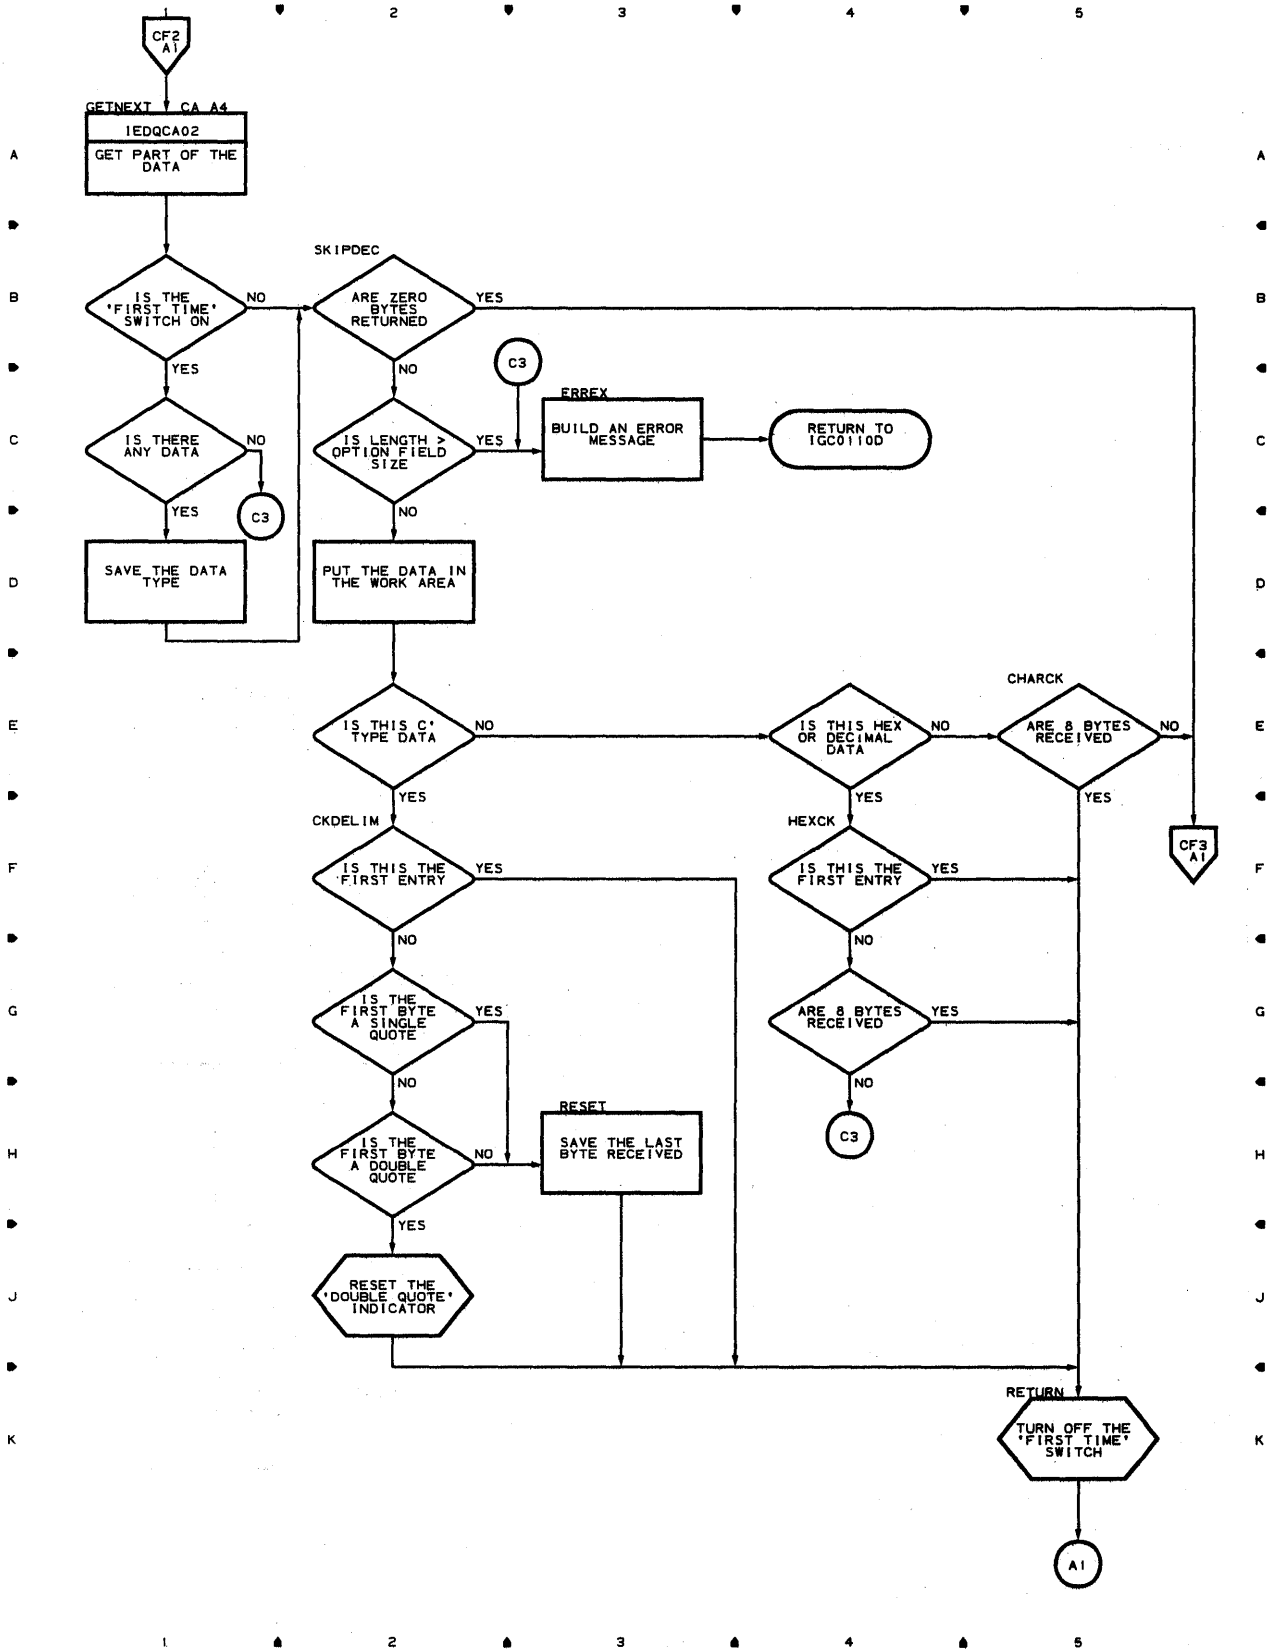 1 2 3 4 5
CF2
A1
GETNEXT CA A4
IEDQCA02
GET PART OF THE
DATA
A A
SKIPDEC
B B
IS THE
'FIRST TIME'
SWITCH ON
NO
YES
ARE ZERO
BYTES
RETURNED
YES
NO
C3
ERREX
C C
IS THERE
ANY DATA
NO
YES
C3
IS LENGTH >
OPTION FIELD
SIZE
YES
NO
BUILD AN ERROR
MESSAGE
RETURN TO
IGC0110D
D D
SAVE THE DATA
TYPE
PUT THE DATA IN
THE WORK AREA
CHARCK
E E
IS THIS C'
TYPE DATA
NO
YES
IS THIS HEX
OR DECIMAL
DATA
NO
YES
ARE 8 BYTES
RECEIVED
NO
YES
CKDELIM
HEXCK
CF3
A1
F F
IS THIS THE
FIRST ENTRY
YES
NO
IS THIS THE
FIRST ENTRY
YES
NO
G G
IS THE
FIRST BYTE
A SINGLE
QUOTE
YES
NO
ARE 8 BYTES
RECEIVED
YES
NO
C3
RESET
H H
IS THE
FIRST BYTE
A DOUBLE
QUOTE
NO
YES
SAVE THE LAST
BYTE RECEIVED
J J
RESET THE
'DOUBLE QUOTE'
INDICATOR
RETURN
K K
TURN OFF THE
'FIRST TIME'
SWITCH
A1
1 2 3 4 5